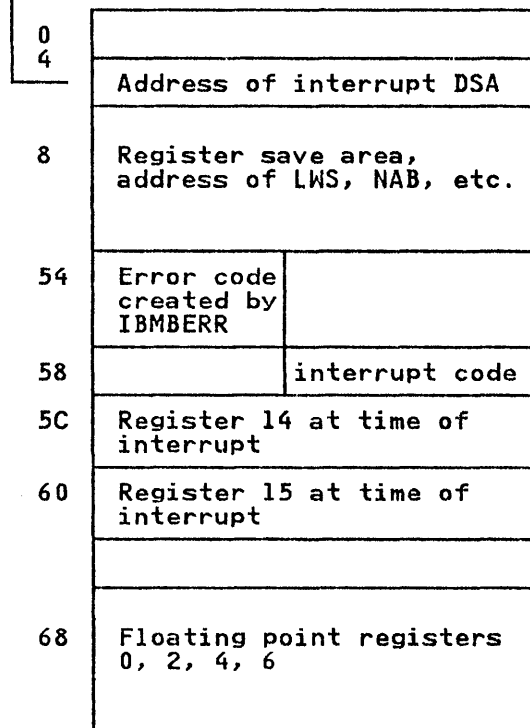 0
4
Address of interrupt DSA
8 Register save area,
address of LWS, NAB, etc.
54 Error code
created by
IBMBERR
58 interrupt code
5C Register 14 at time of
interrupt
60 Register 15 at time of
interrupt
68 Floating point registers
0, 2, 4, 6